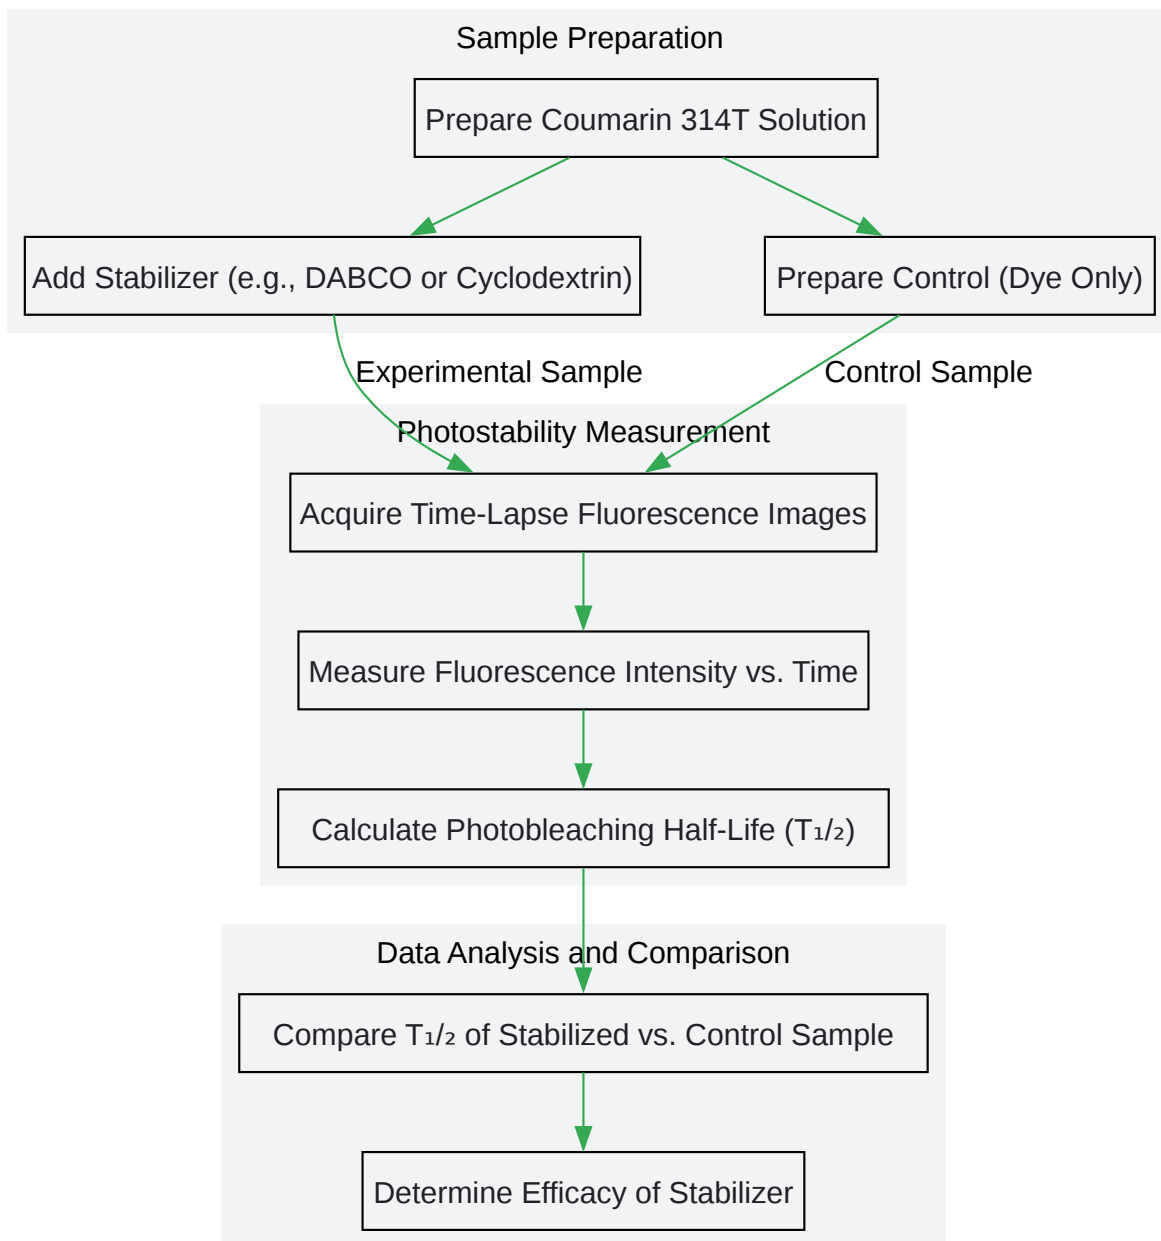 Sample Preparation
Prepare Coumarin 314T Solution
Add Stabilizer (e.g., DABCO or Cyclodextrin)
Prepare Control (Dye Only)
Experimental Sample
Control Sample
Photostability Measurement
Acquire Time-Lapse Fluorescence Images
Measure Fluorescence Intensity vs. Time
Calculate Photobleaching Half-Life (T₁/₂)
Data Analysis and Comparison
Compare T₁/₂ of Stabilized vs. Control Sample
Determine Efficacy of Stabilizer